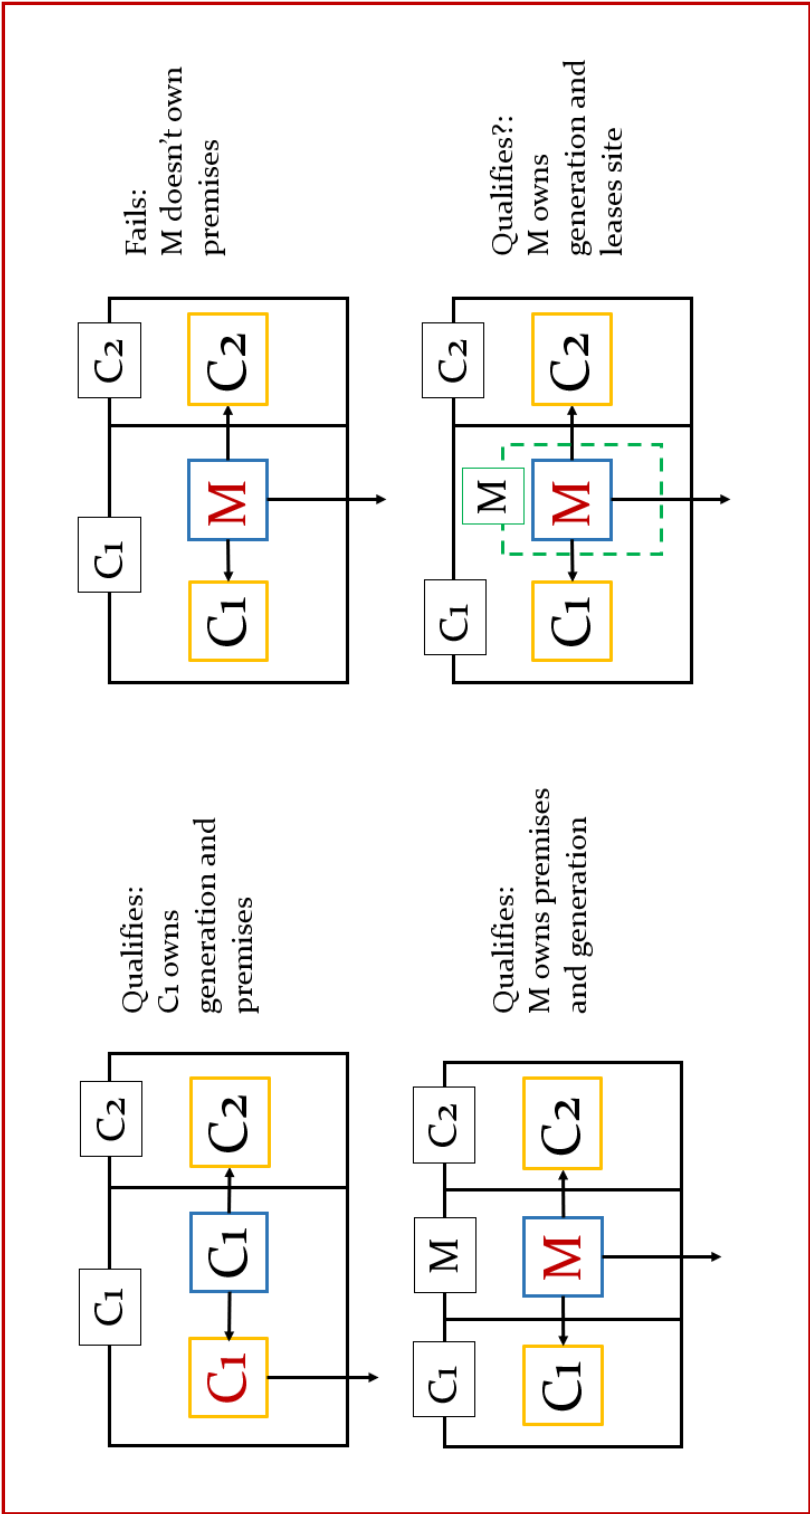 C1 C2
C1 C1 C2
Qualifies:
C1 owns
generation and
premises
C1 C2
C1 M C2
Fails:
M doesn't own
premises
C1 M C2
C1 M C2
Qualifies:
M owns premises
and generation
C1 C2
M
C1 M C2
Qualifies?:
M owns
generation and
leases site